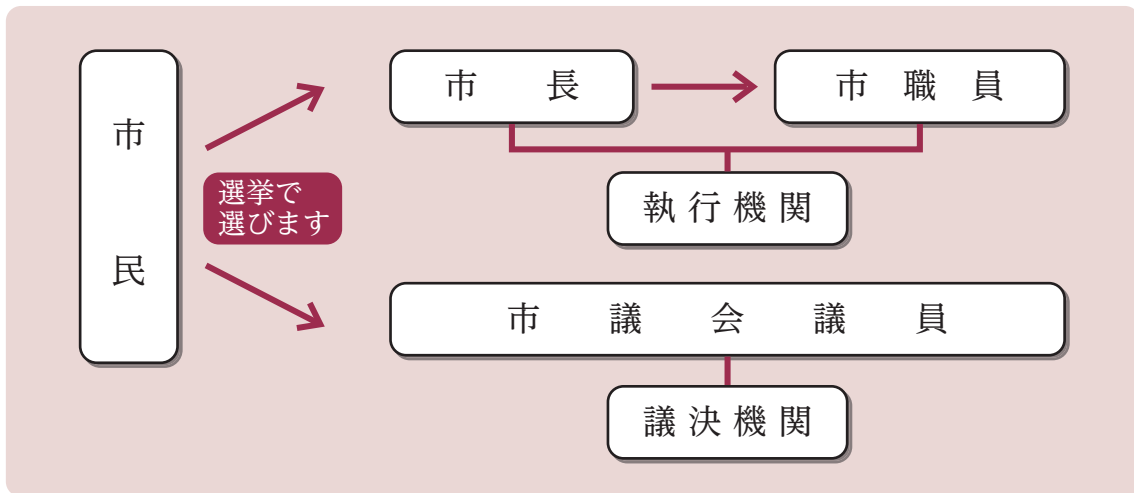 市民
選挙で
選びます
市長
市職員
執行機関
市議会議員
議決機関